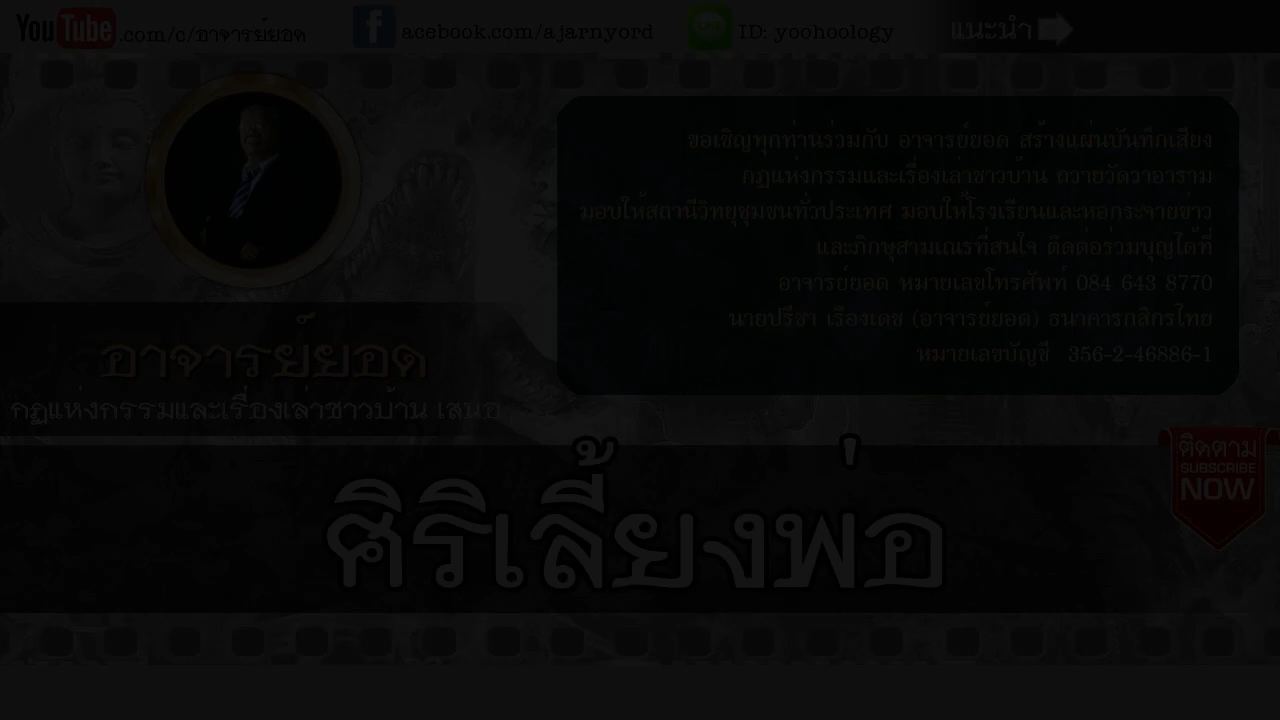 YouTube.com/c/อาจารย์ยอด
facebook.com/ajarnyord
LINE ID: yoohoology
แนะนำ
ขอเชิญทุกท่านร่วมกับ อาจารย์ยอด สร้างแผ่นบันทึกเสียง
กฎแห่งกรรมและเรื่องเล่าชาวบ้าน ถวายวัดวาอาราม
มอบให้สถานีวิทยุชุมชนทั่วประเทศ มอบให้โรงเรียนและหอกระจายข่าว
และภิกษุสามเณรที่สนใจ ติดต่อร่วมบุญได้ที่
อาจารย์ยอด หมายเลขโทรศัพท์ 084 643 8770
นายปรีชา เรืองเดช (อาจารย์ยอด) ธนาคารกสิกรไทย
หมายเลขบัญชี 356-2-46886-1
อาจารย์ยอด
กฎแห่งกรรมและเรื่องเล่าชาวบ้าน เสนอ
ศิริเลี้ยงพ่อ
ติดตาม
SUBSCRIBE
NOW